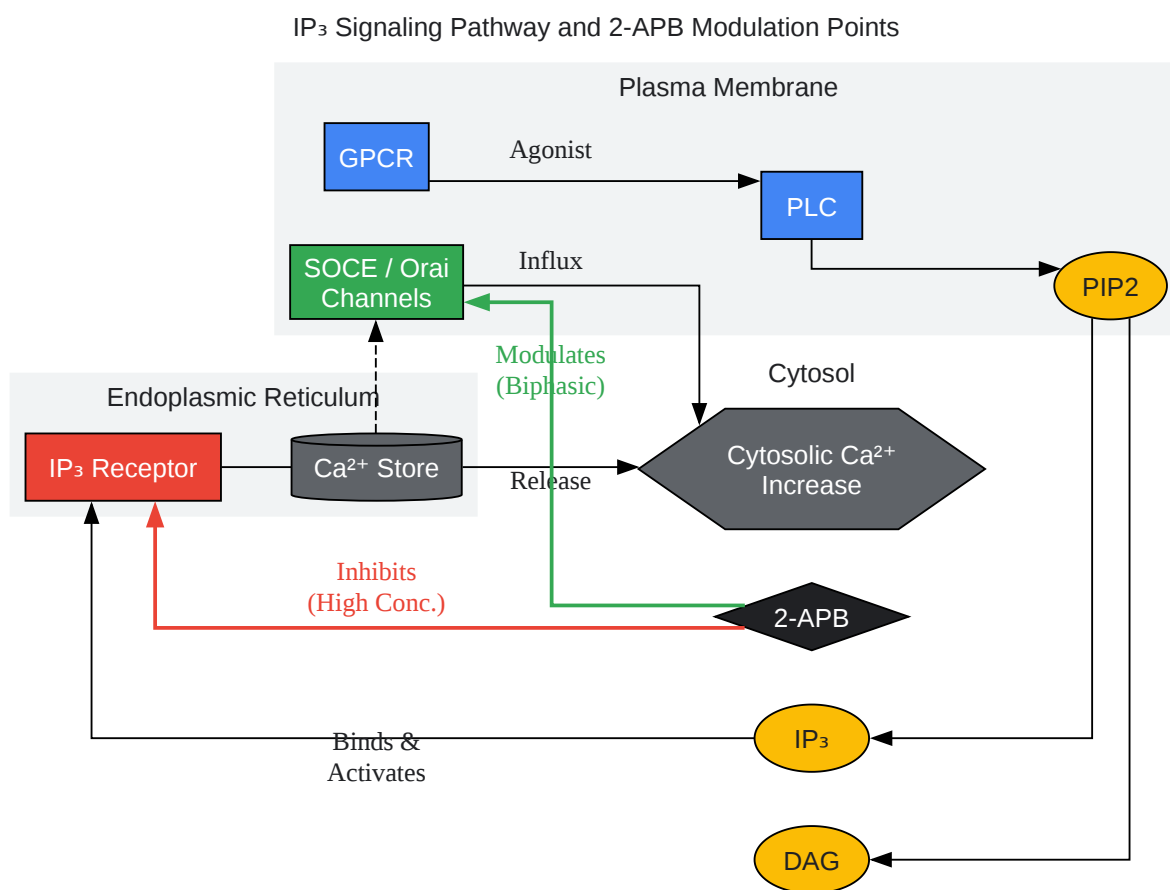 IP₃ Signaling Pathway and 2-APB Modulation Points
Plasma Membrane
GPCR
Agonist
PLC
SOCE / Orai
Channels
Influx
PIP2
Modulates
(Biphasic)
Cytosol
Endoplasmic Reticulum
IP₃ Receptor
Ca²⁺ Store
Release
Cytosolic Ca²⁺
Increase
Inhibits
(High Conc.)
2-APB
Binds &
Activates
IP₃
DAG